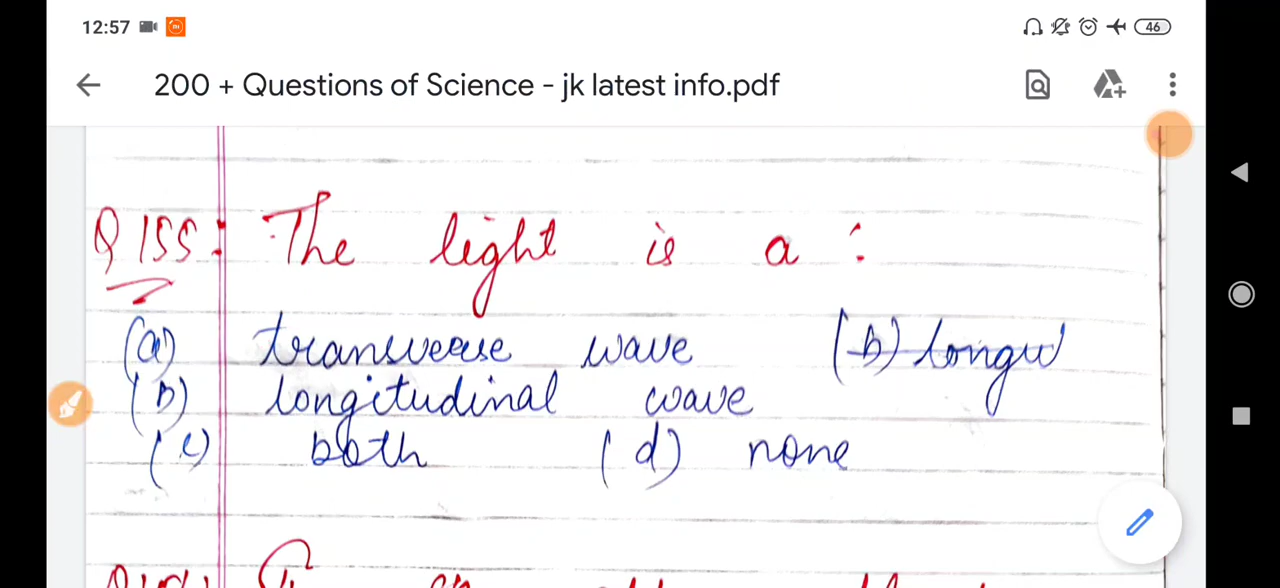 12:57 46
200 + Questions of Science - jk latest info.pdf
Q 155: The light is a :
(a) transverse wave (b) longu
(b) longitudinal wave
(c) both (d) none